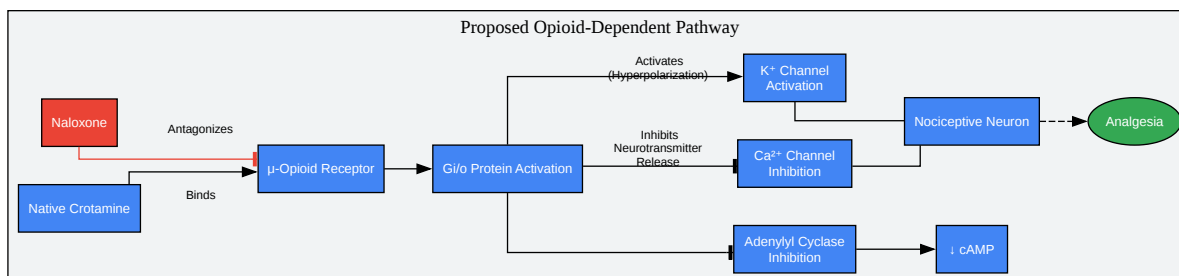 Proposed Opioid-Dependent Pathway
Activates
(Hyperpolarization)
K⁺ Channel
Activation
Naloxone
Antagonizes
Nociceptive Neuron
Analgesia
Inhibits
Neurotransmitter
Release
μ-Opioid Receptor
Gi/o Protein Activation
Ca²⁺ Channel
Inhibition
Binds
Native Crotamine
Adenylyl Cyclase
Inhibition
↓ cAMP